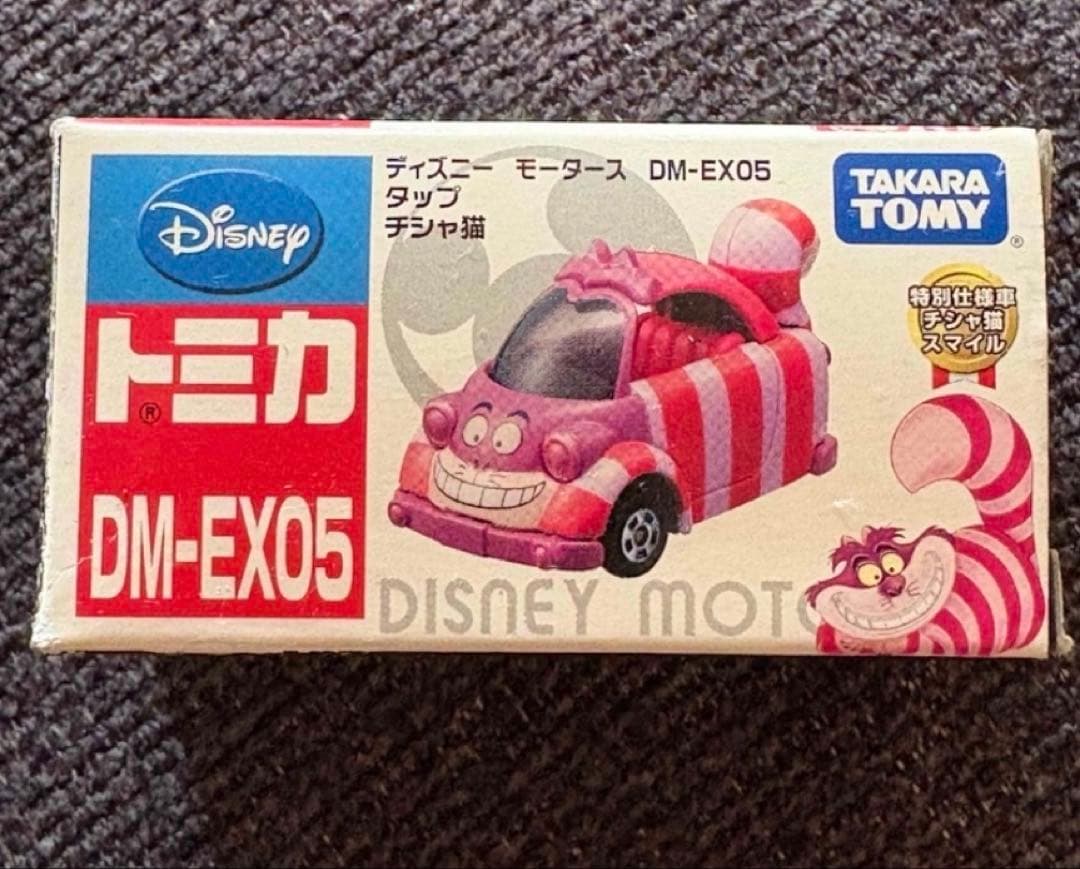 Disney
トミカ
®
DM-EX05
ディズニー モータース DM-EX05
タップ
チシャ猫
TAKARA
TOMY
®
特別仕様車
チシャ猫
スマイル
DISNEY MOTO